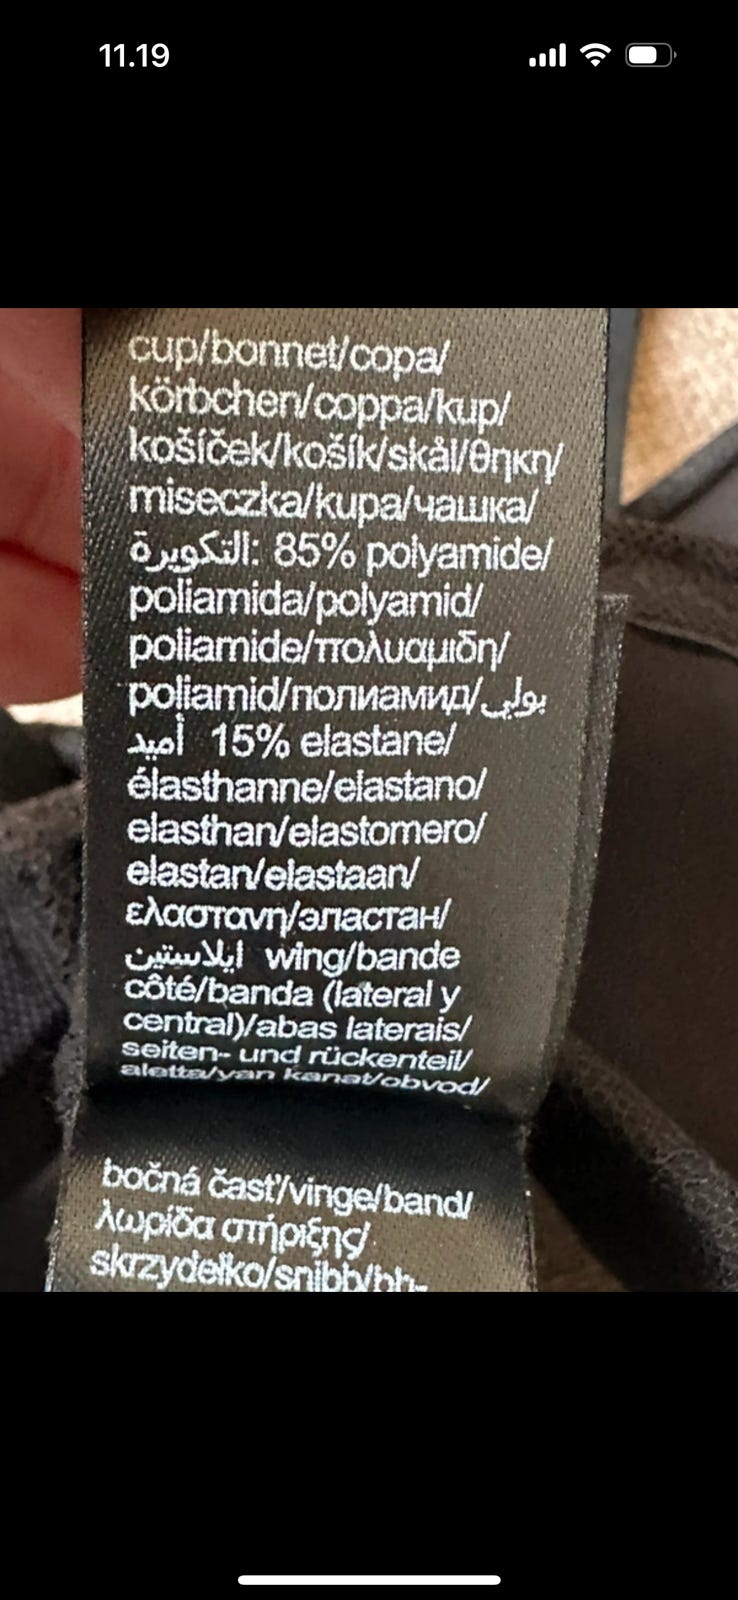 11.19
cup/bonnet/copa/
körbchen/coppa/kup/
košíček/košík/skål/θηκη/
miseczka/kupa/чашка/
التكويرة: 85% polyamide/
poliamida/polyamid/
poliamide/πολυαμιδη/
poliamid/полиамид/بولي
أميد 15% elastane/
élasthanne/elastano/
elasthan/elastomero/
elastan/elastaan/
ελαστανη/эластан/
ايلاستين wing/bande
côté/banda (lateral y
central)/abas laterais/
seiten- und rückenteil/
aletta/yan kanat/obvod/
bočná časť/vinge/band/
λωρίδα στήριξης/
skrzydełko/snibb/bh-